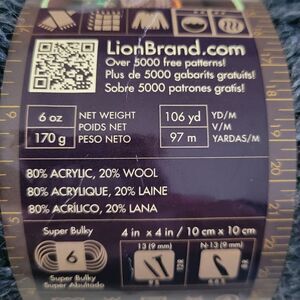 LionBrand.com
Over 5000 free patterns!
Plus de 5000 gabarits gratuits!
Sobre 5000 patrones gratis!
6 oz NET WEIGHT 106 yd YD/M
POIDS NET V/M
170 g PESO NETO 97 m YARDAS/M
80% ACRYLIC, 20% WOOL
80% ACRYLIQUE, 20% LAINE
80% ACRÍLICO, 20% LANA
Super Bulky 4 in x 4 in / 10 cm x 10 cm
6 13 (9 mm) N-13 (9 mm)
Super Bulky
Super Abultado